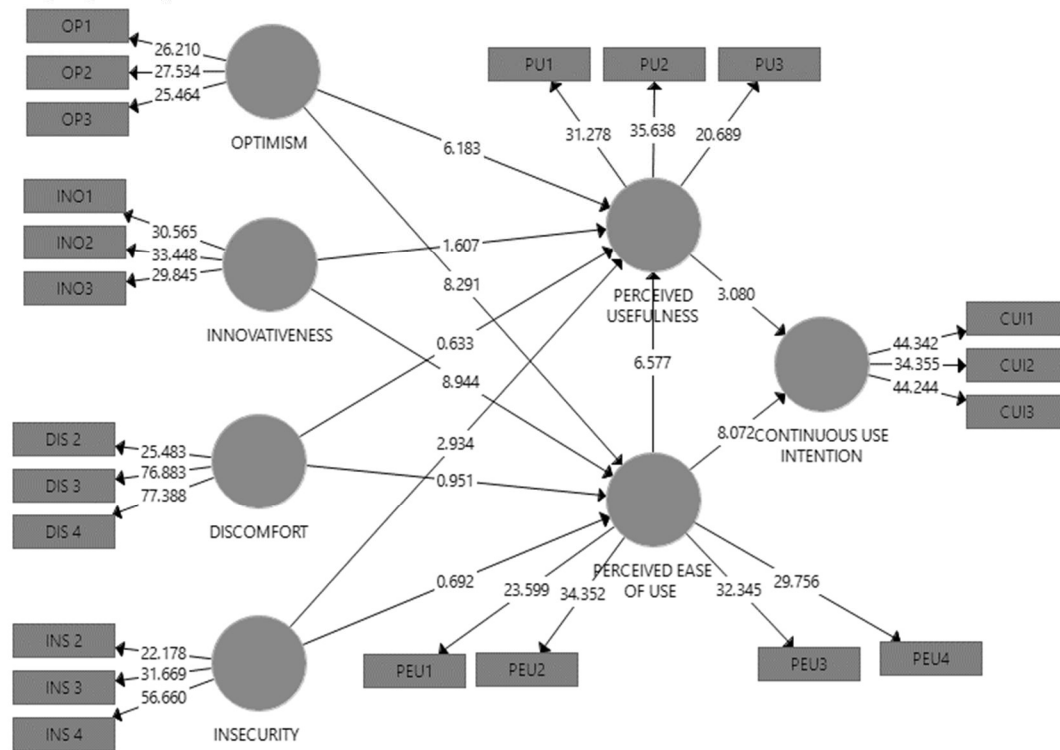 OP1
26.210
OP2
27.534
OP3
25.464
OPTIMISM
INO1
30.565
INO2
33.448
INO3
29.845
INNOVATIVENESS
DIS 2
25.483
DIS 3
76.883
DIS 4
77.388
DISCOMFORT
INS 2
22.178
INS 3
31.669
INS 4
56.660
INSECURITY
6.183
1.607
8.291
0.633
8.944
2.934
0.951
0.692
PU1
PU2
PU3
31.278
35.638
20.689
PERCEIVED
USEFULNESS
6.577
3.080
8.072
PERCEIVED EASE
OF USE
23.599
34.352
32.345
29.756
PEU1
PEU2
PEU3
PEU4
CONTINUOUS USE
INTENTION
44.342
CUI1
34.355
CUI2
44.244
CUI3